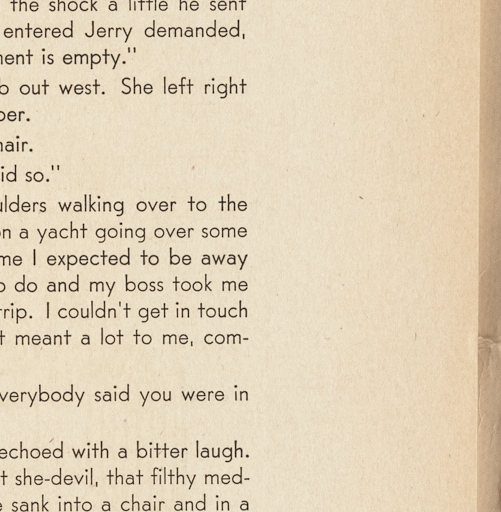 the shock a little he sent
entered Jerry demanded,
ment is empty."
b out west. She left right
per.
hair.
id so."
ulders walking over to the
on a yacht going over some
me I expected to be away
o do and my boss took me
trip. I couldn't get in touch
t meant a lot to me, com-
verybody said you were in
echoed with a bitter laugh.
t she-devil, that filthy med-
e sank into a chair and in a